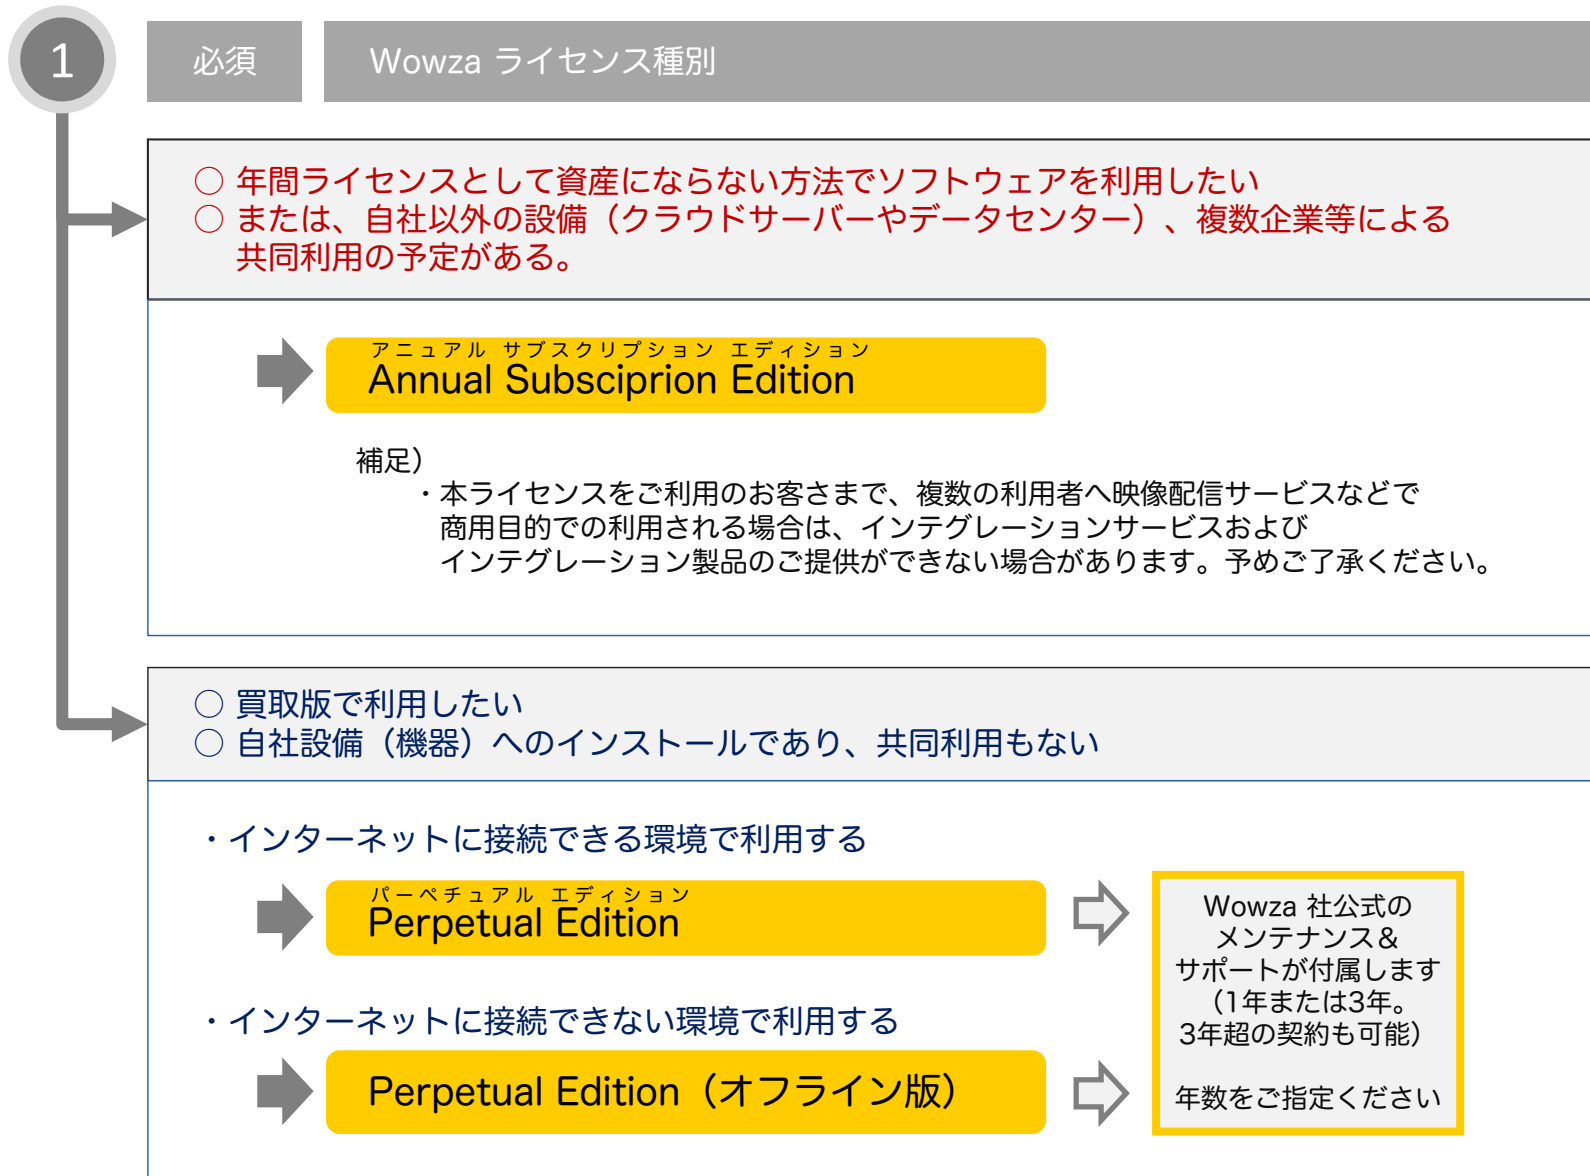 1
必須
Wowza ライセンス種別
○ 年間ライセンスとして資産にならない方法でソフトウェアを利用したい
○ または、自社以外の設備（クラウドサーバーやデータセンター）、複数企業等による
共同利用の予定がある。
アニュアル サブスクリプション エディション
Annual Subsciprion Edition
補足）
・本ライセンスをご利用のお客さまで、複数の利用者へ映像配信サービスなどで
商用目的での利用される場合は、インテグレーションサービスおよび
インテグレーション製品のご提供ができない場合があります。予めご了承ください。
○ 買取版で利用したい
○ 自社設備（機器）へのインストールであり、共同利用もない
・インターネットに接続できる環境で利用する
パーペチュアル エディション
Perpetual Edition
・インターネットに接続できない環境で利用する
Perpetual Edition（オフライン版）
Wowza 社公式の
メンテナンス＆
サポートが付属します
（1年または3年。
3年超の契約も可能）
年数をご指定ください